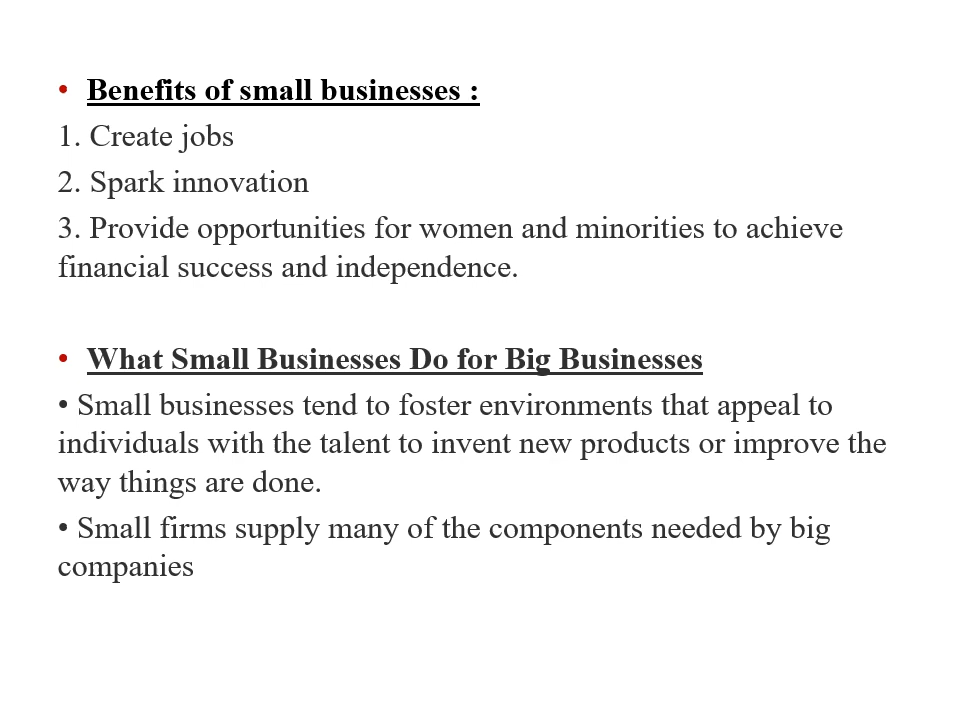 • Benefits of small businesses :
1. Create jobs
2. Spark innovation
3. Provide opportunities for women and minorities to achieve
financial success and independence.
• What Small Businesses Do for Big Businesses
• Small businesses tend to foster environments that appeal to
individuals with the talent to invent new products or improve the
way things are done.
• Small firms supply many of the components needed by big
companies